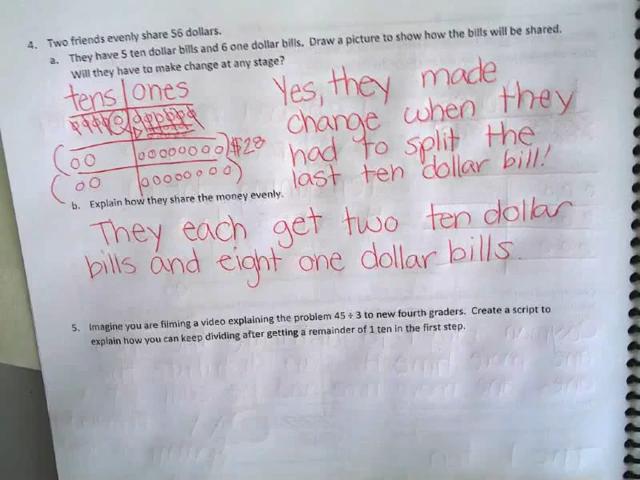 4. Two friends evenly share 56 dollars.
a. They have 5 ten dollar bills and 6 one dollar bills. Draw a picture to show how the bills will be shared.
Will they have to make change at any stage?
tens ones
$28
Yes, they made
change when they
had to split the
last ten dollar bill!
b. Explain how they share the money evenly.
They each get two ten dollar
bills and eight one dollar bills.
5. Imagine you are filming a video explaining the problem 45 ÷ 3 to new fourth graders. Create a script to
explain how you can keep dividing after getting a remainder of 1 ten in the first step.